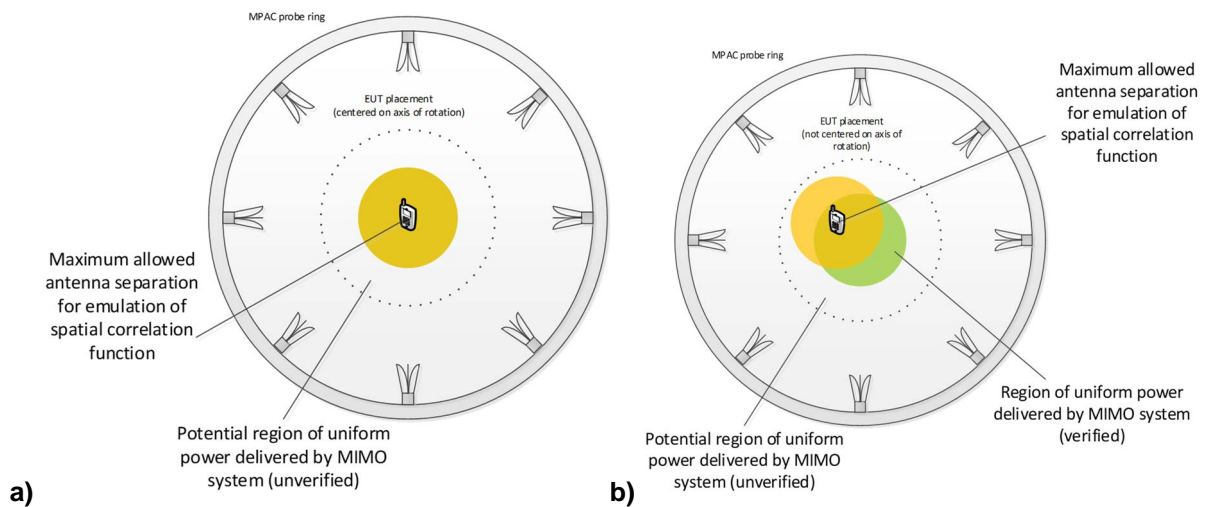 MPAC probe ring
EUT placement
(centered on axis of rotation)
Maximum allowed
antenna separation
for emulation of
spatial correlation
function
Potential region of uniform
power delivered by MIMO
system (unverified)
a)
MPAC probe ring
Maximum allowed
antenna separation
for emulation of
spatial correlation
function
EUT placement
(not centered on axis of
rotation)
Region of uniform power
delivered by MIMO system
(verified)
Potential region of uniform
power delivered by MIMO
system (unverified)
b)